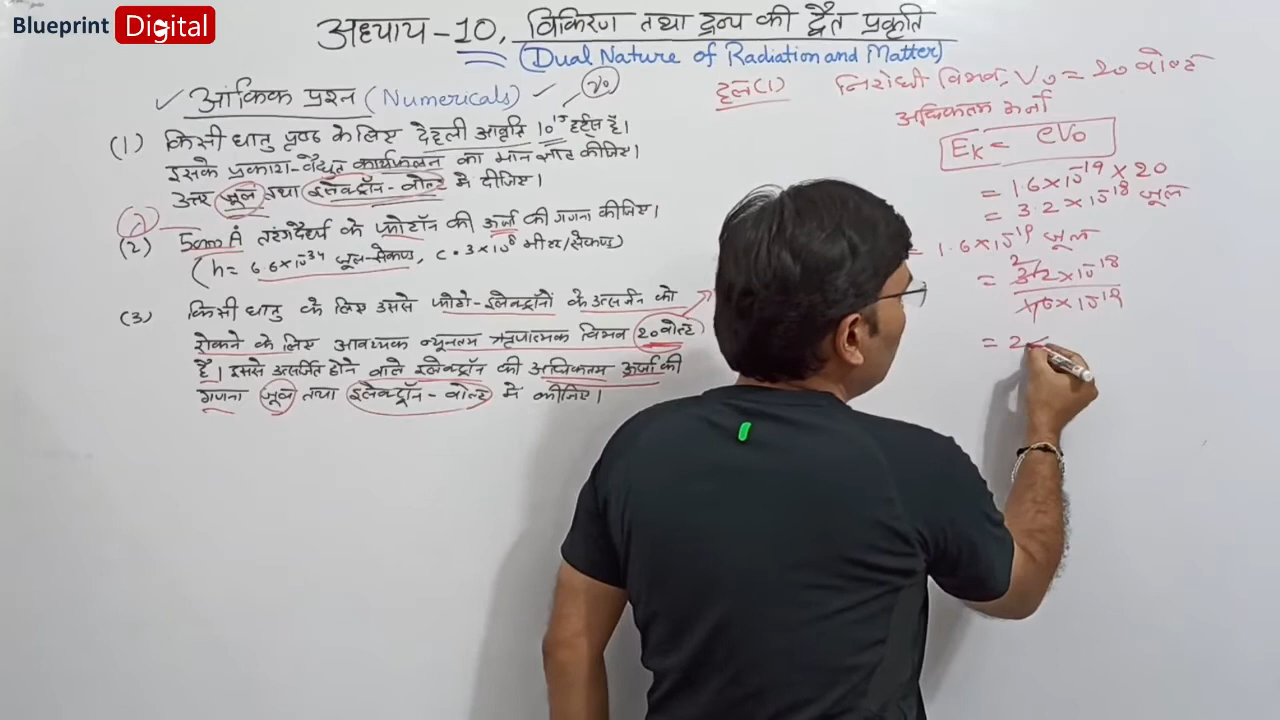 Blueprint Digital
अध्याय-10, विकिरण तथा द्रव्य की द्वैत प्रकृति
(Dual Nature of Radiation and Matter)
आंकिक प्रश्न (Numericals)
(1) किसी धातु पृष्ठ के लिए देहली आवृत्ति 10¹⁵ हर्ट्स है।
इसके प्रकाश-वैद्युत कार्यफलन का मान ज्ञात कीजिए।
उत्तर जूल तथा इलेक्ट्रॉन-वोल्ट में दीजिए।
(2) 5000 Å तरंगदैर्ध्य के फोटॉन की ऊर्जा की गणना कीजिए।
(h = 6.6×10⁻³⁴ जूल-सेकण्ड, c = 3×10⁸ मीटर/सेकण्ड)
(3) किसी धातु के लिए इससे फोटो-इलेक्ट्रॉनों के उत्सर्जन को
रोकने के लिए आवश्यक न्यूनतम ऋणात्मक विभव 20 वोल्ट
है। इससे उत्सर्जित होने वाले इलेक्ट्रॉन की अधिकतम ऊर्जा की
गणना जूल तथा इलेक्ट्रॉन-वोल्ट में कीजिए।
हल(1) निरोधी विभव, V₀ = 20 वोल्ट
अधिकतम ऊर्जा
Eₖ = eV₀
= 1.6×10⁻¹⁹ × 20
= 3.2×10⁻¹⁸ जूल
= 1.6×10⁻¹⁹ जूल
= 3.2×10⁻¹⁸
1.6×10⁻¹⁹
= 2